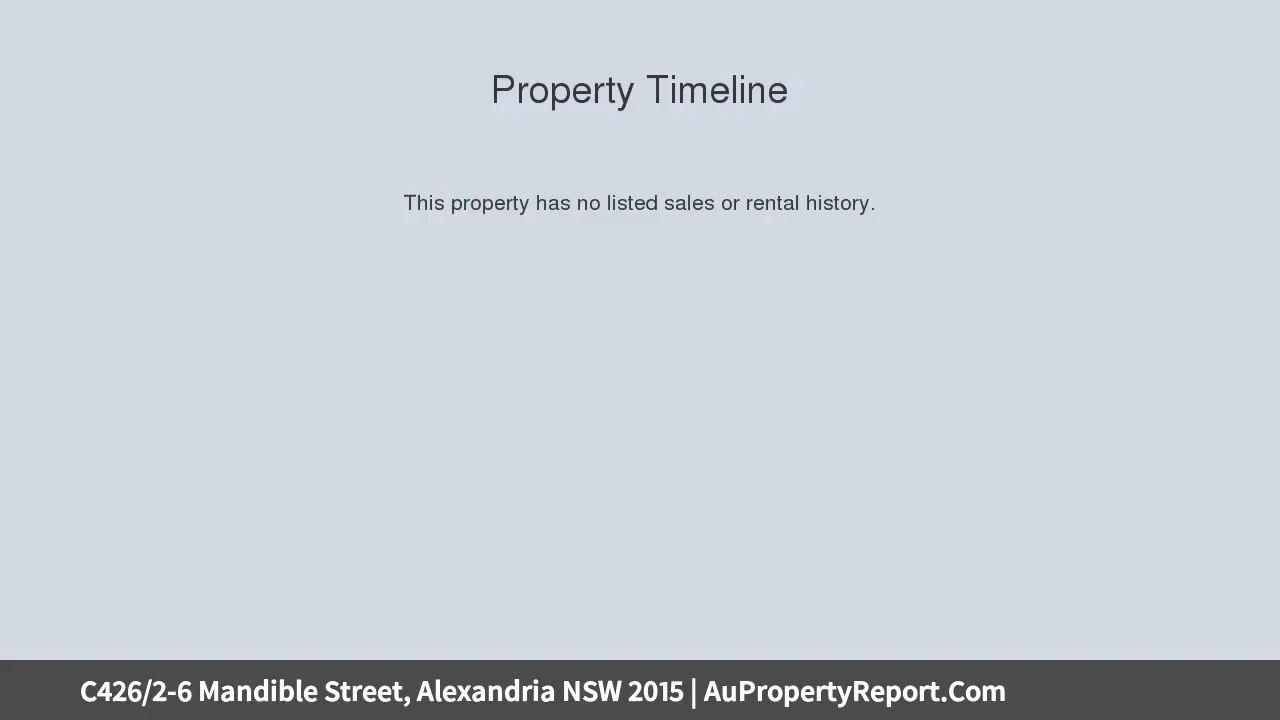 Property Timeline
This property has no listed sales or rental history.
C426/2-6 Mandible Street, Alexandria NSW 2015 | AuPropertyReport.Com